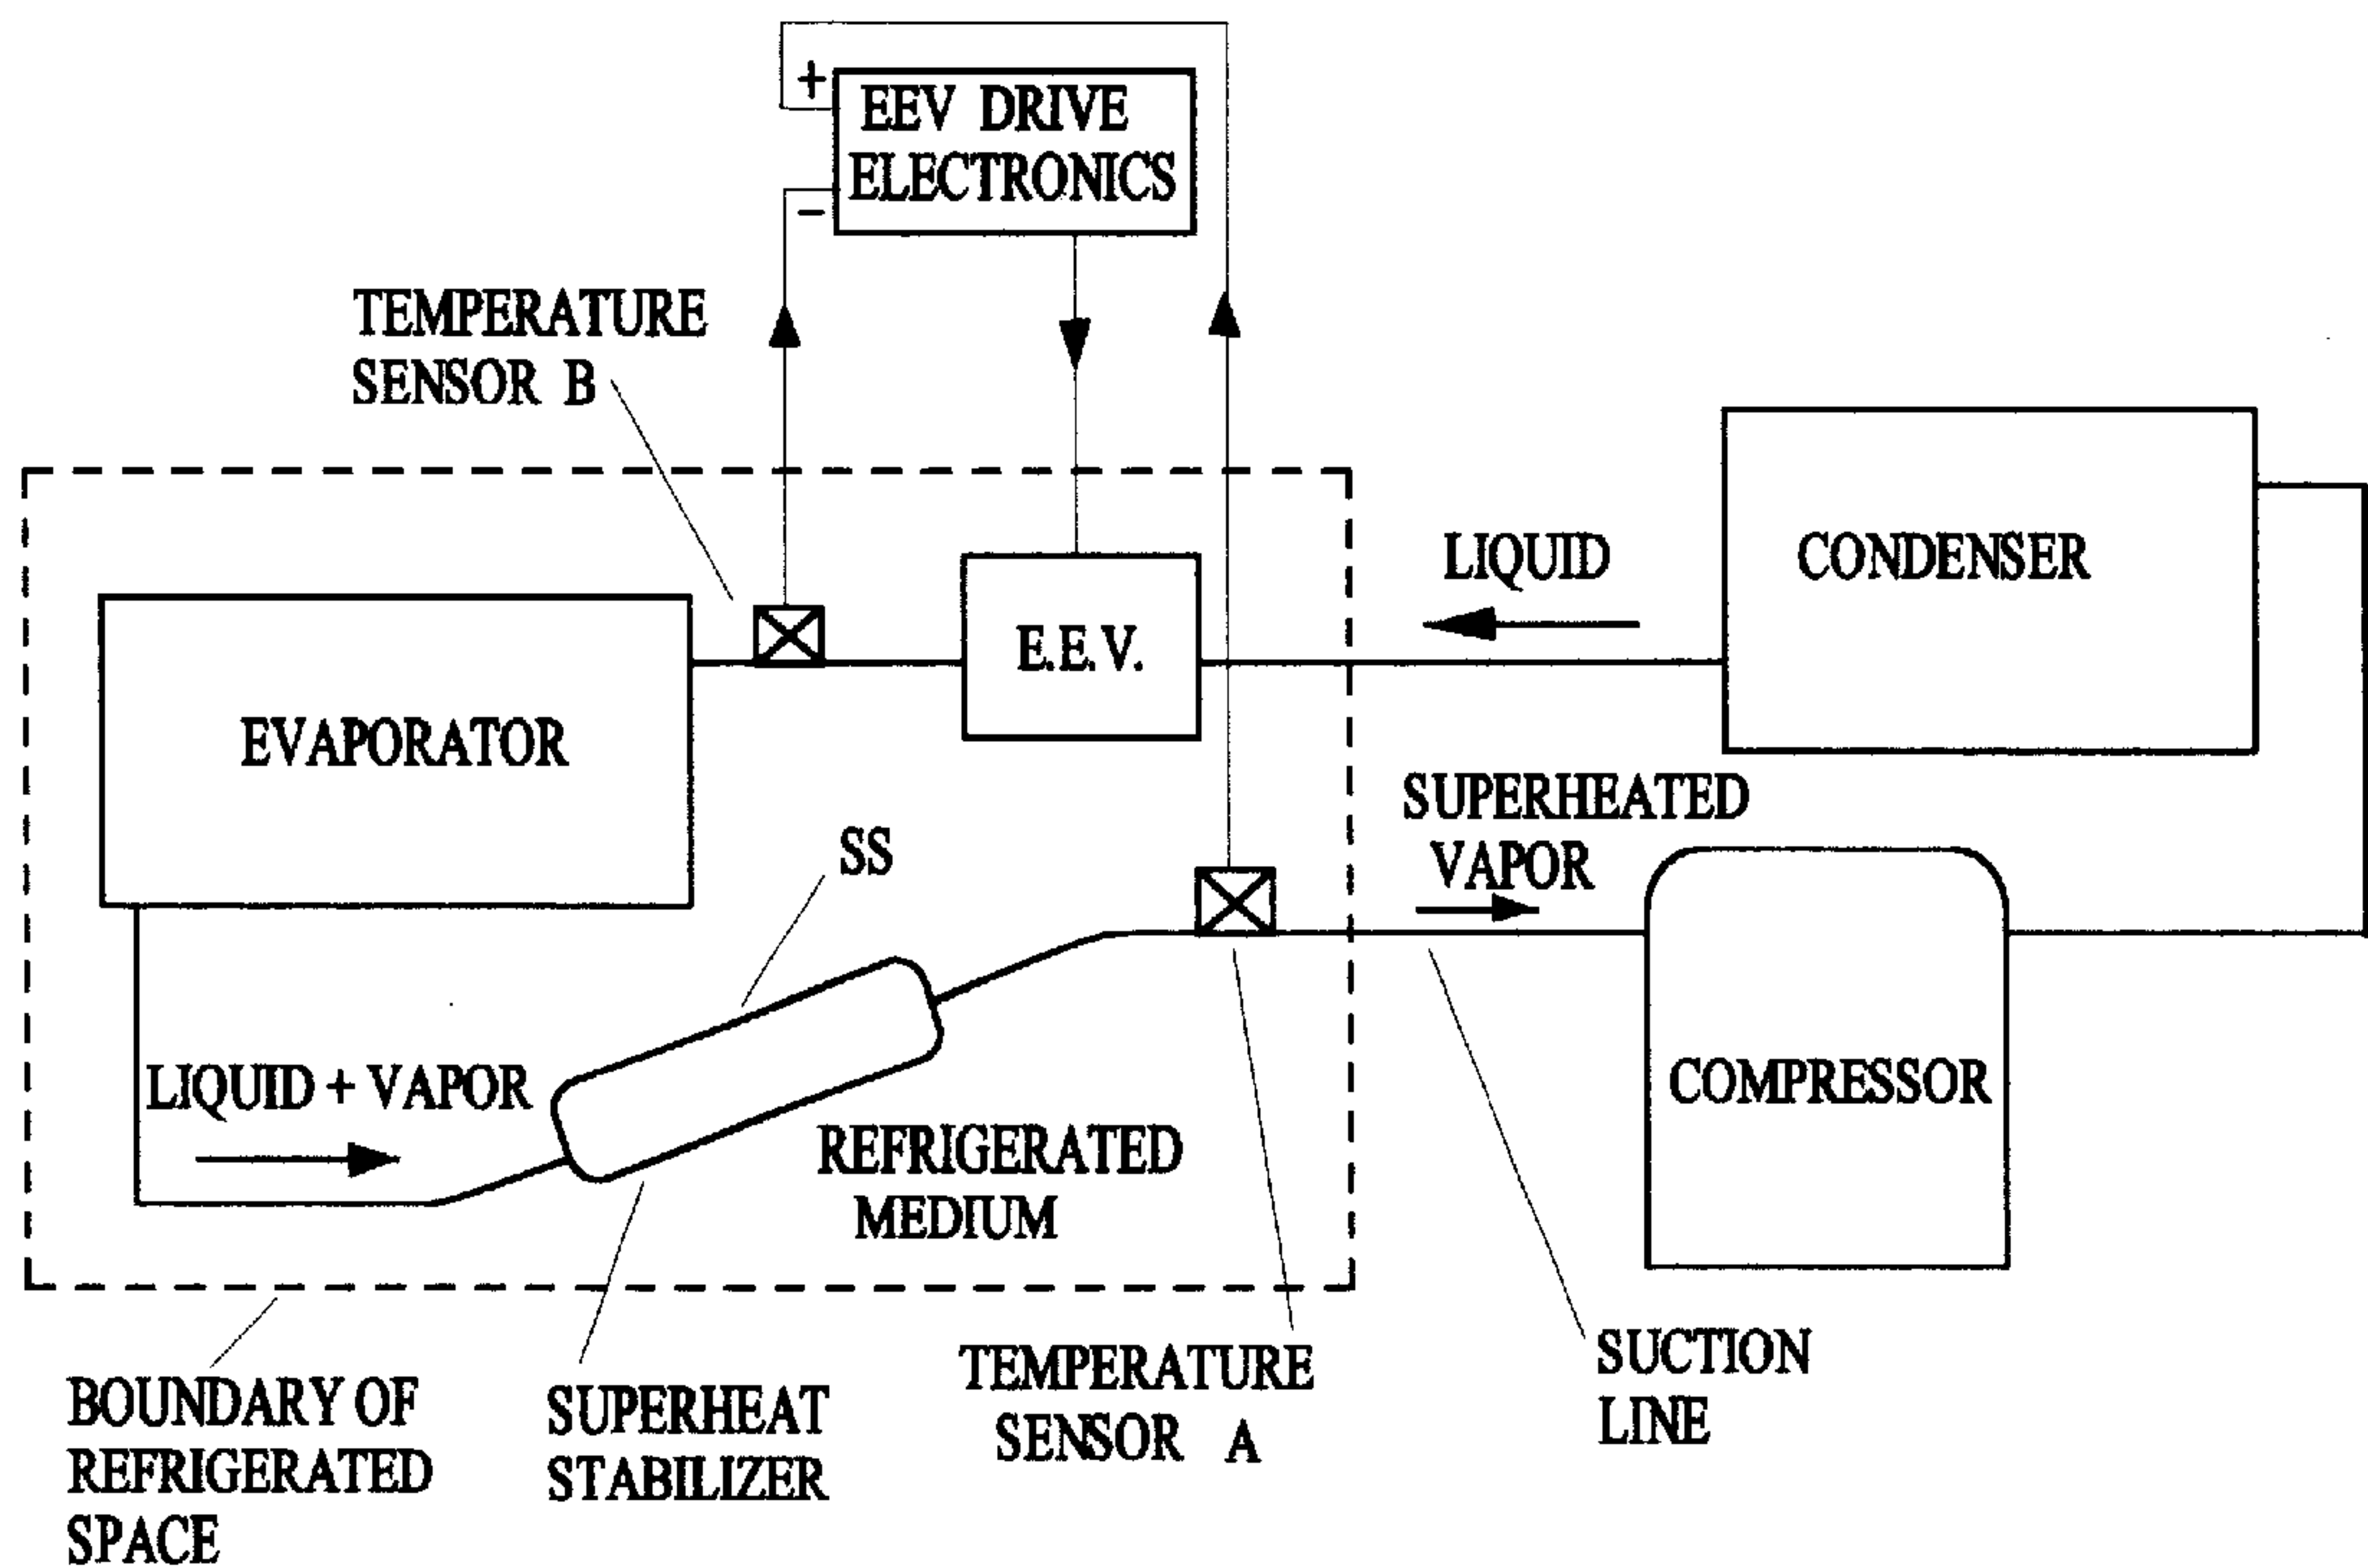 +
EEV DRIVE
ELECTRONICS
−
TEMPERATURE
SENSOR B
LIQUID
CONDENSER
E.E.V.
EVAPORATOR
SUPERHEATED
VAPOR
SS
LIQUID + VAPOR
COMPRESSOR
REFRIGERATED
MEDIUM
BOUNDARY OF
REFRIGERATED
SPACE
SUPERHEAT
STABILIZER
TEMPERATURE
SENSOR A
SUCTION
LINE